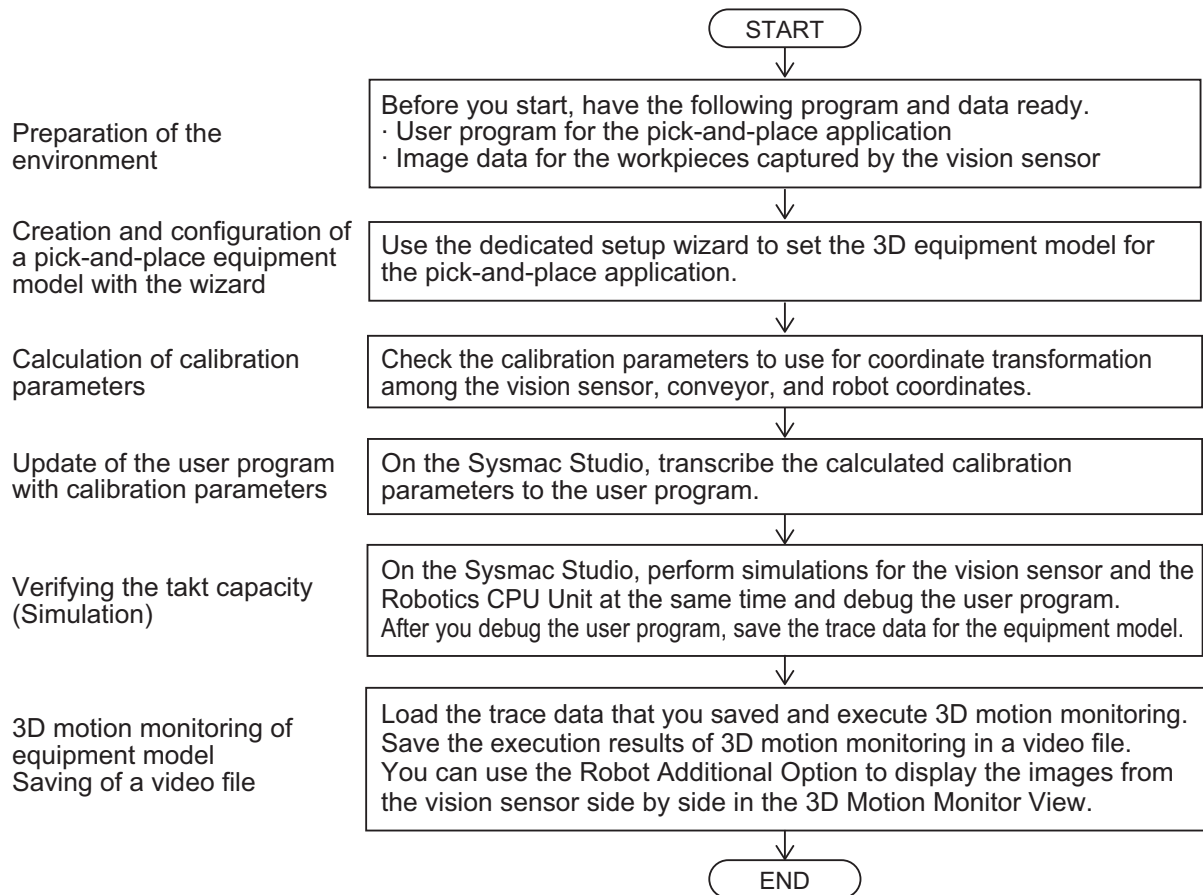 START
Preparation of the
environment
Before you start, have the following program and data ready.
· User program for the pick-and-place application
· Image data for the workpieces captured by the vision sensor
Creation and configuration of
a pick-and-place equipment
model with the wizard
Use the dedicated setup wizard to set the 3D equipment model for
the pick-and-place application.
Calculation of calibration
parameters
Check the calibration parameters to use for coordinate transformation
among the vision sensor, conveyor, and robot coordinates.
Update of the user program
with calibration parameters
On the Sysmac Studio, transcribe the calculated calibration
parameters to the user program.
Verifying the takt capacity
(Simulation)
On the Sysmac Studio, perform simulations for the vision sensor and the
Robotics CPU Unit at the same time and debug the user program.
After you debug the user program, save the trace data for the equipment model.
3D motion monitoring of
equipment model
Saving of a video file
Load the trace data that you saved and execute 3D motion monitoring.
Save the execution results of 3D motion monitoring in a video file.
You can use the Robot Additional Option to display the images from
the vision sensor side by side in the 3D Motion Monitor View.
END